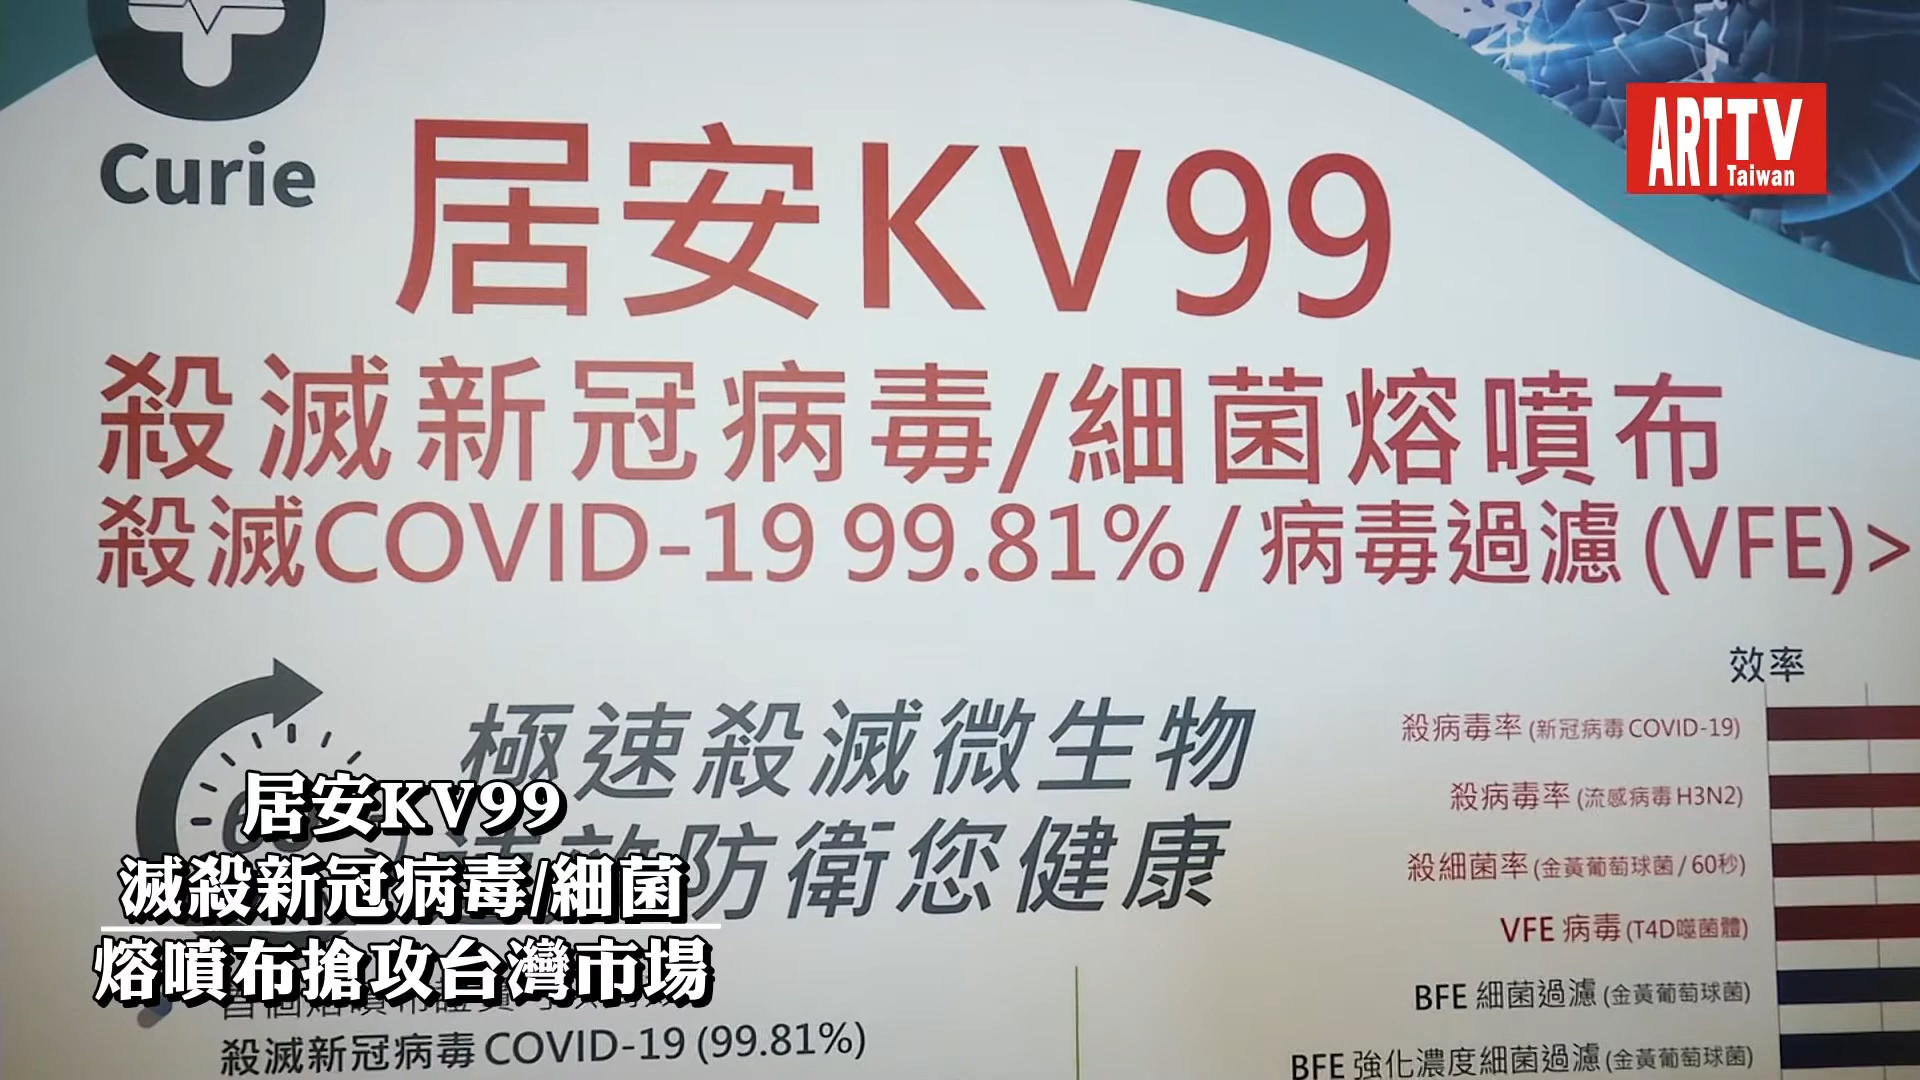 Curie
ART TV
Taiwan
居安KV99
殺滅新冠病毒/細菌熔噴布
殺滅COVID-19 99.81% / 病毒過濾 (VFE)>
效率
極速殺滅微生物
防衛您健康
殺病毒率 (新冠病毒 COVID-19)
殺病毒率 (流感病毒 H3N2)
殺細菌率 (金黃葡萄球菌 / 60秒)
VFE 病毒 (T4D噬菌體)
BFE 細菌過濾 (金黃葡萄球菌)
BFE 強化濃度細菌過濾 (金黃葡萄球菌)
居安KV99
滅殺新冠病毒/細菌
熔噴布搶攻台灣市場
殺滅新冠病毒 COVID-19 (99.81%)